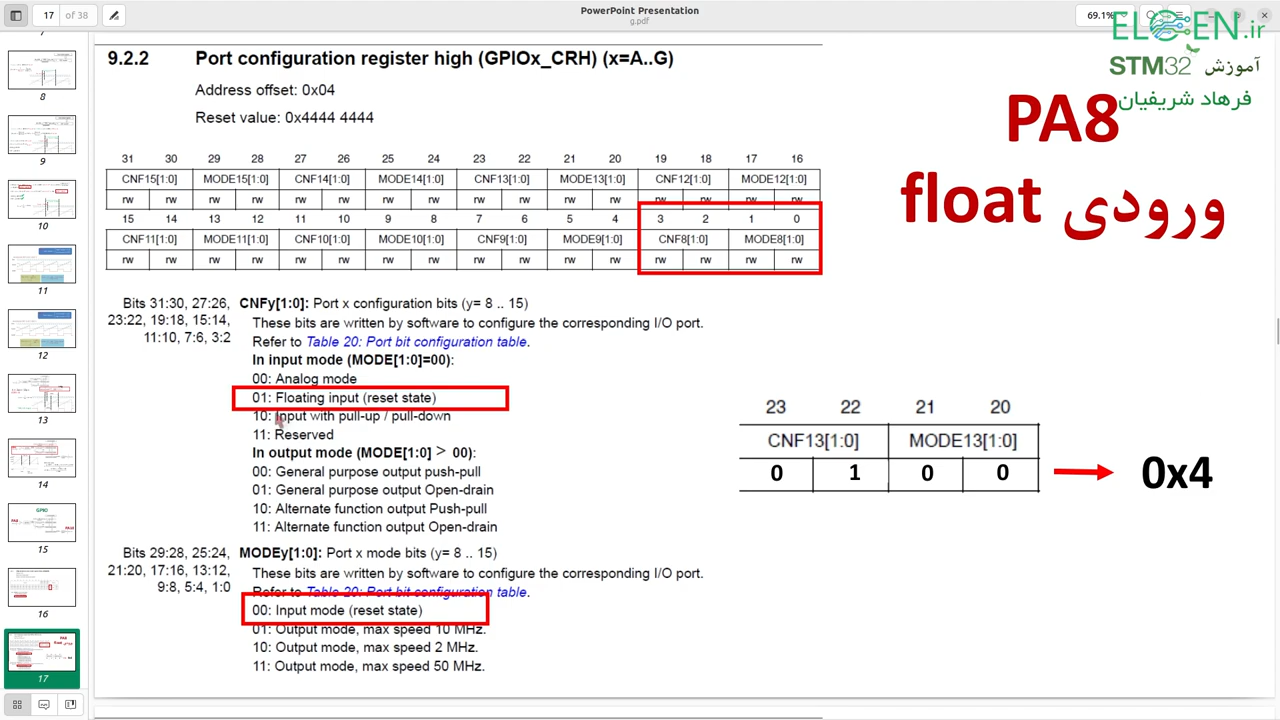 PowerPoint Presentation
g.pdf
17 of 38
69.1%
ELGEN.ir
آموزش STM32
فرهاد شریفیان
PA8
ورودی float
9.2.2 Port configuration register high (GPIOx_CRH) (x=A..G)
Address offset: 0x04
Reset value: 0x4444 4444
31 30 29 28 27 26 25 24 23 22 21 20 19 18 17 16
CNF15[1:0] MODE15[1:0] CNF14[1:0] MODE14[1:0] CNF13[1:0] MODE13[1:0] CNF12[1:0] MODE12[1:0]
rw rw rw rw rw rw rw rw rw rw rw rw rw rw rw rw
15 14 13 12 11 10 9 8 7 6 5 4 3 2 1 0
CNF11[1:0] MODE11[1:0] CNF10[1:0] MODE10[1:0] CNF9[1:0] MODE9[1:0] CNF8[1:0] MODE8[1:0]
rw rw rw rw rw rw rw rw rw rw rw rw rw rw rw rw
Bits 31:30, 27:26, CNFy[1:0]: Port x configuration bits (y= 8 .. 15)
23:22, 19:18, 15:14, These bits are written by software to configure the corresponding I/O port.
11:10, 7:6, 3:2 Refer to Table 20: Port bit configuration table.
In input mode (MODE[1:0]=00):
00: Analog mode
01: Floating input (reset state)
10: Input with pull-up / pull-down
11: Reserved
In output mode (MODE[1:0] > 00):
00: General purpose output push-pull
01: General purpose output Open-drain
10: Alternate function output Push-pull
11: Alternate function output Open-drain
Bits 29:28, 25:24, MODEy[1:0]: Port x mode bits (y= 8 .. 15)
21:20, 17:16, 13:12, These bits are written by software to configure the corresponding I/O port.
9:8, 5:4, 1:0 Refer to Table 20: Port bit configuration table.
00: Input mode (reset state)
01: Output mode, max speed 10 MHz.
10: Output mode, max speed 2 MHz.
11: Output mode, max speed 50 MHz.
23 22 21 20
CNF13[1:0] MODE13[1:0]
0 1 0 0 0x4
8
9
10
11
12
13
14
GPIO
15
16
17